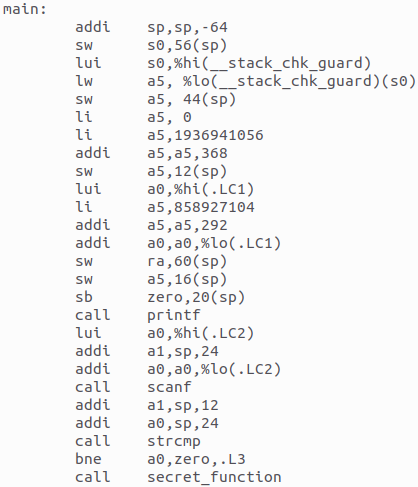 main:
addi sp,sp,-64
sw s0,56(sp)
lui s0,%hi(__stack_chk_guard)
lw a5, %lo(__stack_chk_guard)(s0)
sw a5, 44(sp)
li a5, 0
li a5,1936941056
addi a5,a5,368
sw a5,12(sp)
lui a0,%hi(.LC1)
li a5,858927104
addi a5,a5,292
addi a0,a0,%lo(.LC1)
sw ra,60(sp)
sw a5,16(sp)
sb zero,20(sp)
call printf
lui a0,%hi(.LC2)
addi a1,sp,24
addi a0,a0,%lo(.LC2)
call scanf
addi a1,sp,12
addi a0,sp,24
call strcmp
bne a0,zero,.L3
call secret_function